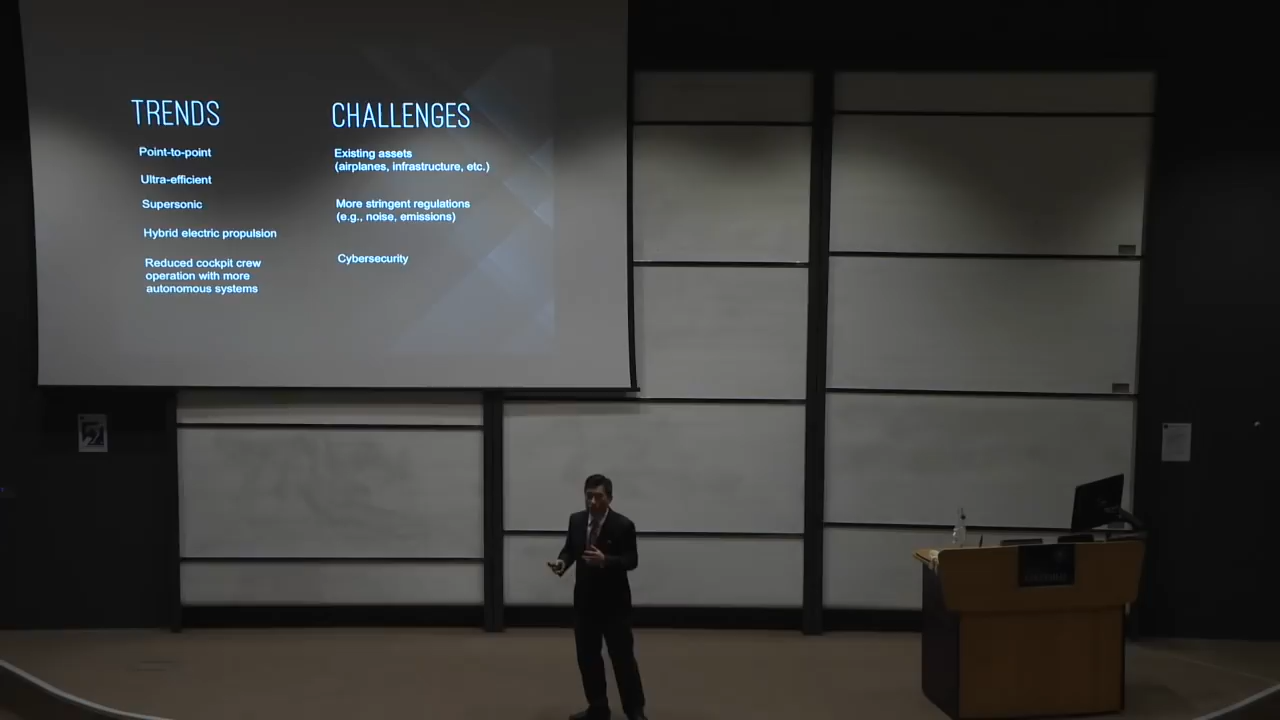 TRENDS
Point-to-point
Ultra-efficient
Supersonic
Hybrid electric propulsion
Reduced cockpit crew
operation with more
autonomous systems
CHALLENGES
Existing assets
(airplanes, infrastructure, etc.)
More stringent regulations
(e.g., noise, emissions)
Cybersecurity